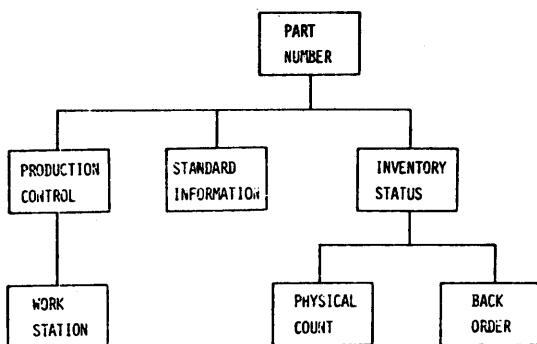 PART
NUMBER
PRODUCTION
CONTROL
STANDARD
INFORMATION
INVENTORY
STATUS
WORK
STATION
PHYSICAL
COUNT
BACK
ORDER